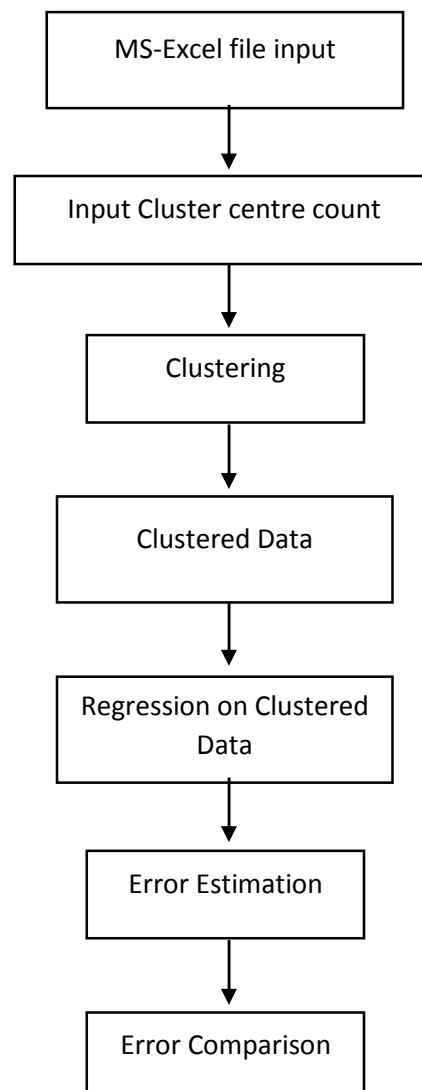 MS-Excel file input
Input Cluster centre count
Clustering
Clustered Data
Regression on Clustered
Data
Error Estimation
Error Comparison